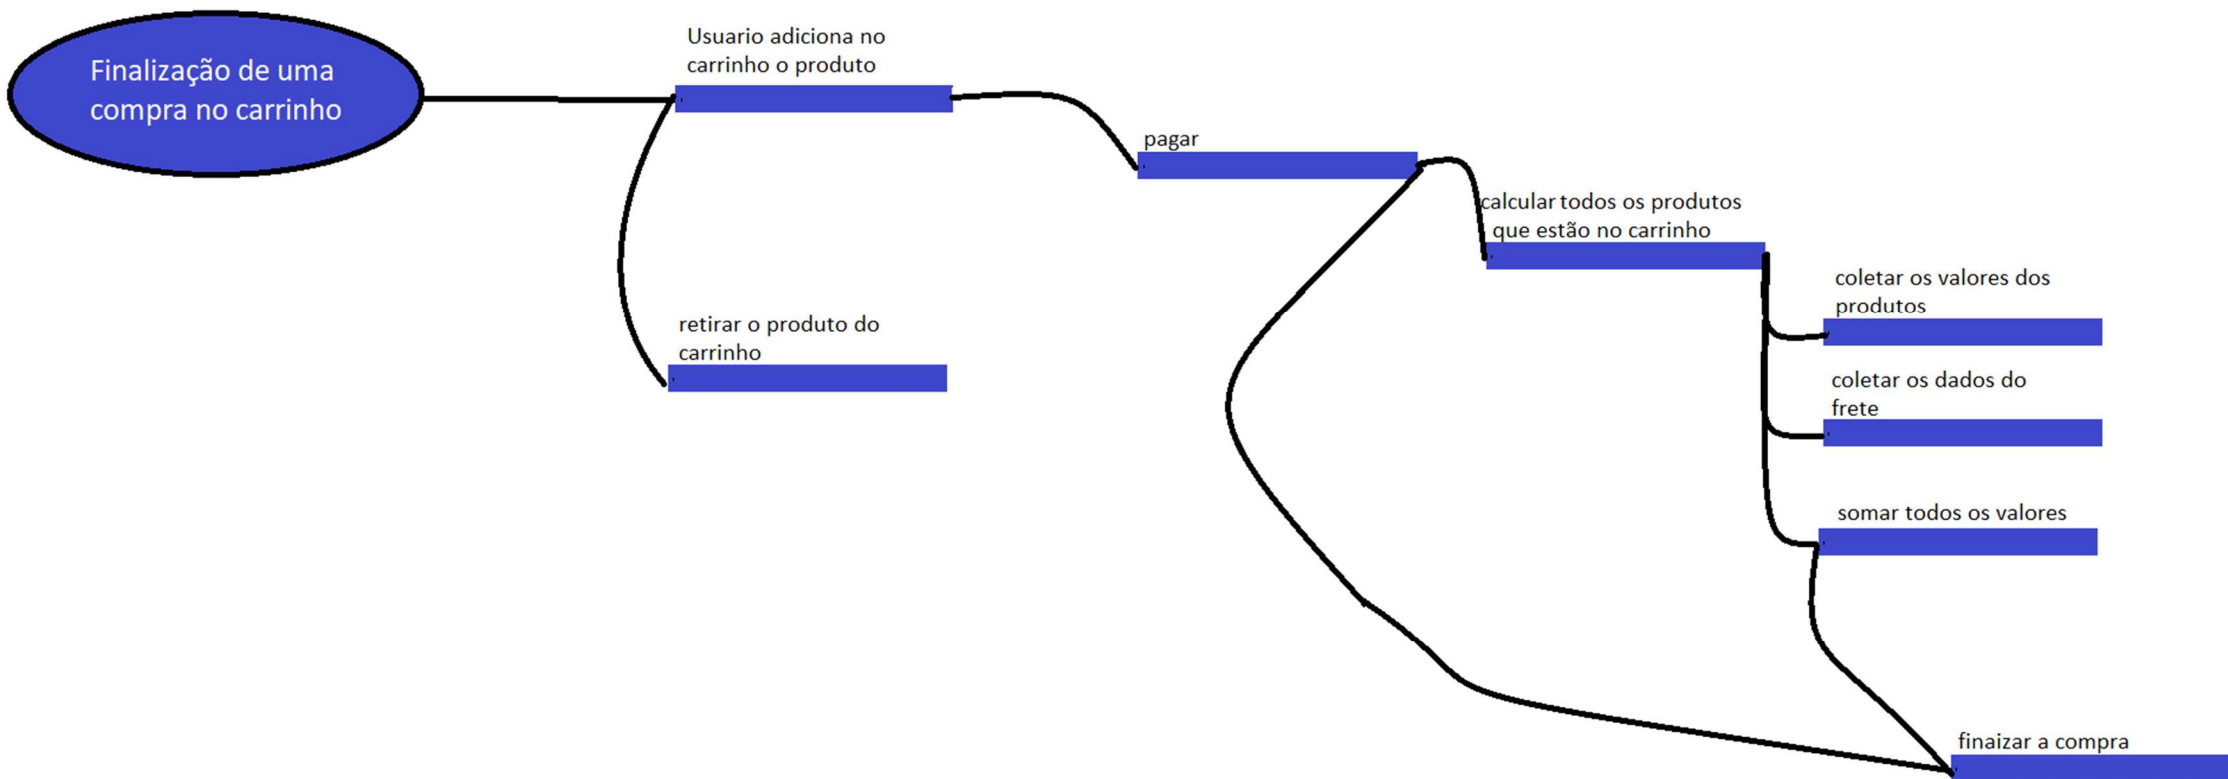 Finalização de uma
compra no carrinho
Usuario adiciona no
carrinho o produto
pagar
calcular todos os produtos
que estão no carrinho
coletar os valores dos
produtos
retirar o produto do
carrinho
coletar os dados do
frete
somar todos os valores
finaizar a compra